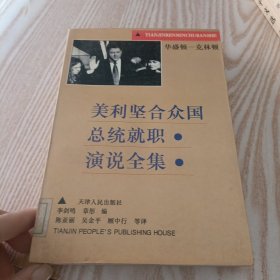 TIANJINRENMINCHUBANSHE
华盛顿—克林顿
美利坚合众国
总统就职·
演说全集·
天津人民出版社
李剑鸣 章彤 编
陈亚丽 吴金平 顾中行 等译
TIANJIN PEOPLE'S PUBLISHING HOUSE